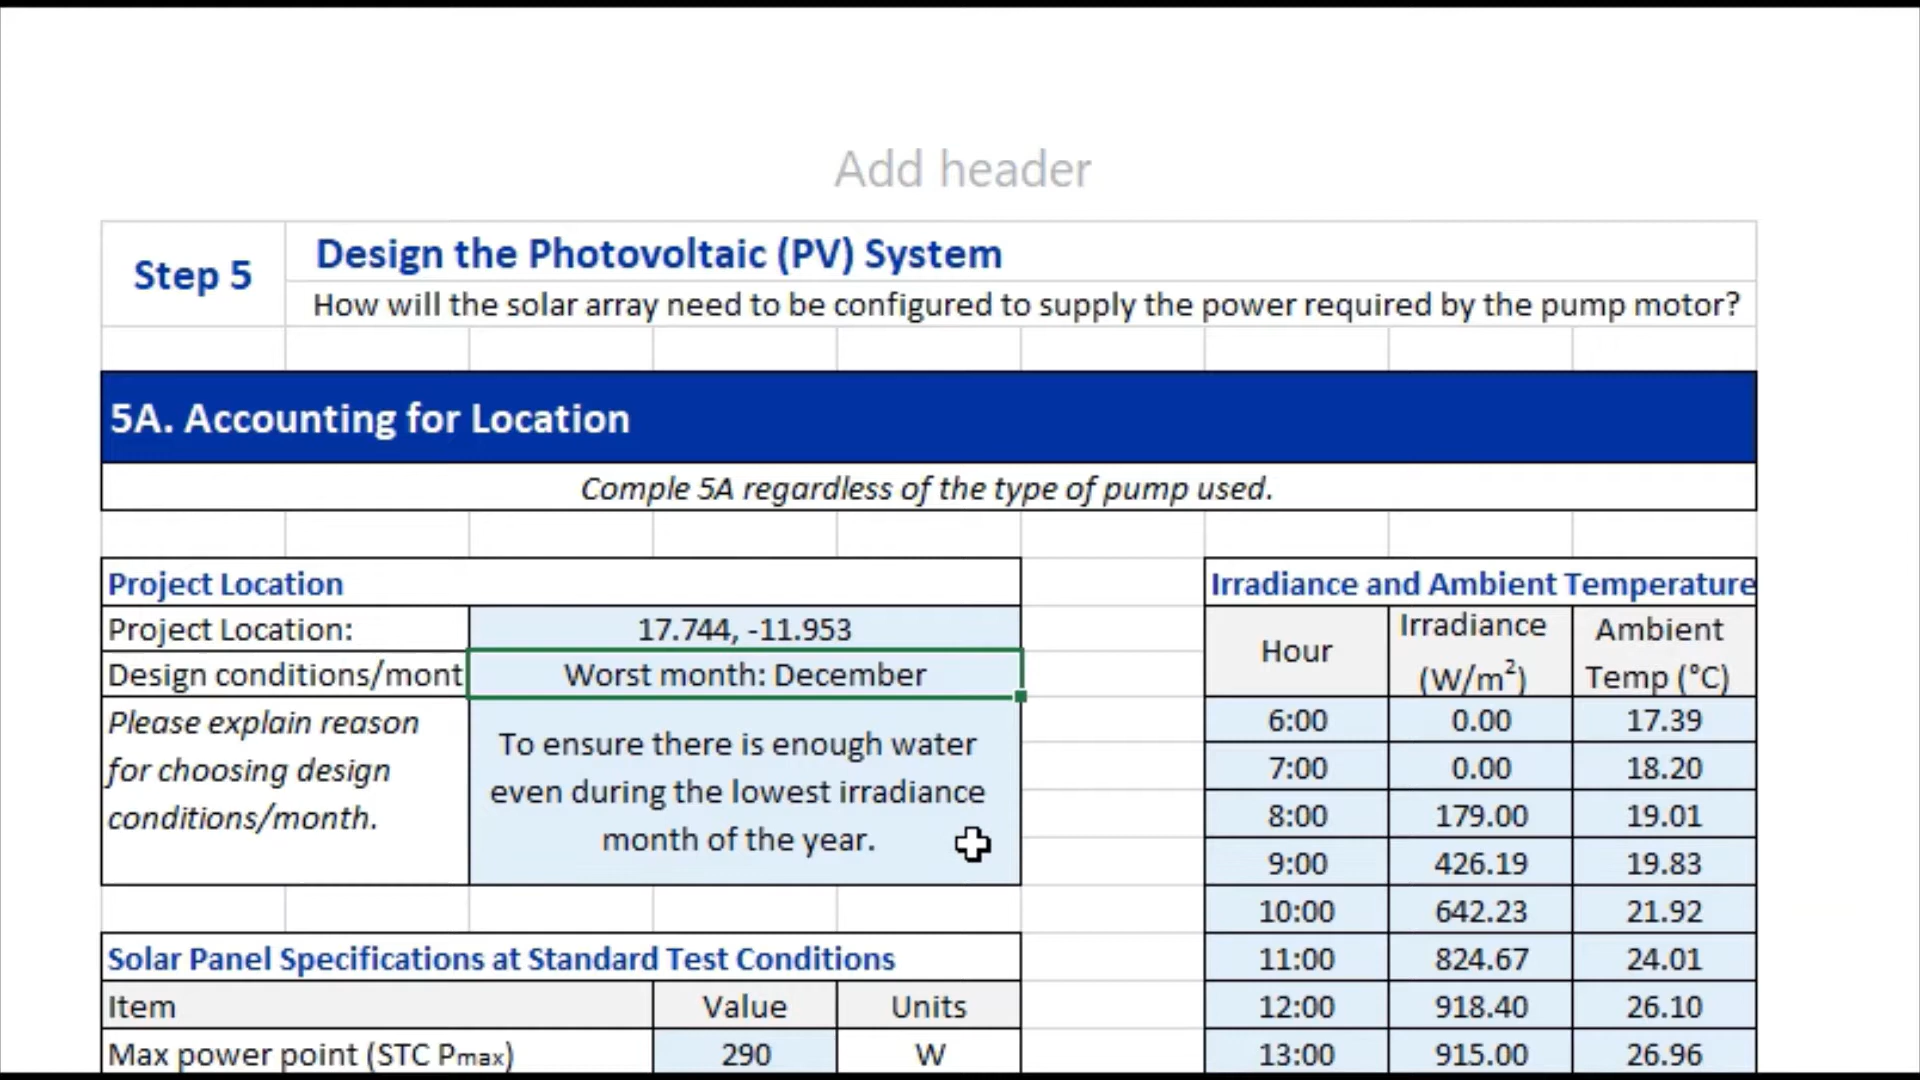 Add header
Step 5
Design the Photovoltaic (PV) System
How will the solar array need to be configured to supply the power required by the pump motor?
5A. Accounting for Location
Comple 5A regardless of the type of pump used.
Project Location
Project Location: 17.744, -11.953
Design conditions/mont Worst month: December
Please explain reason
for choosing design
conditions/month.
To ensure there is enough water
even during the lowest irradiance
month of the year.
Solar Panel Specifications at Standard Test Conditions
Item Value Units
Max power point (STC Pmax) 290 W
Irradiance and Ambient Temperature
Hour
Irradiance
(W/m²)
Ambient
Temp (°C)
6:00 0.00 17.39
7:00 0.00 18.20
8:00 179.00 19.01
9:00 426.19 19.83
10:00 642.23 21.92
11:00 824.67 24.01
12:00 918.40 26.10
13:00 915.00 26.96